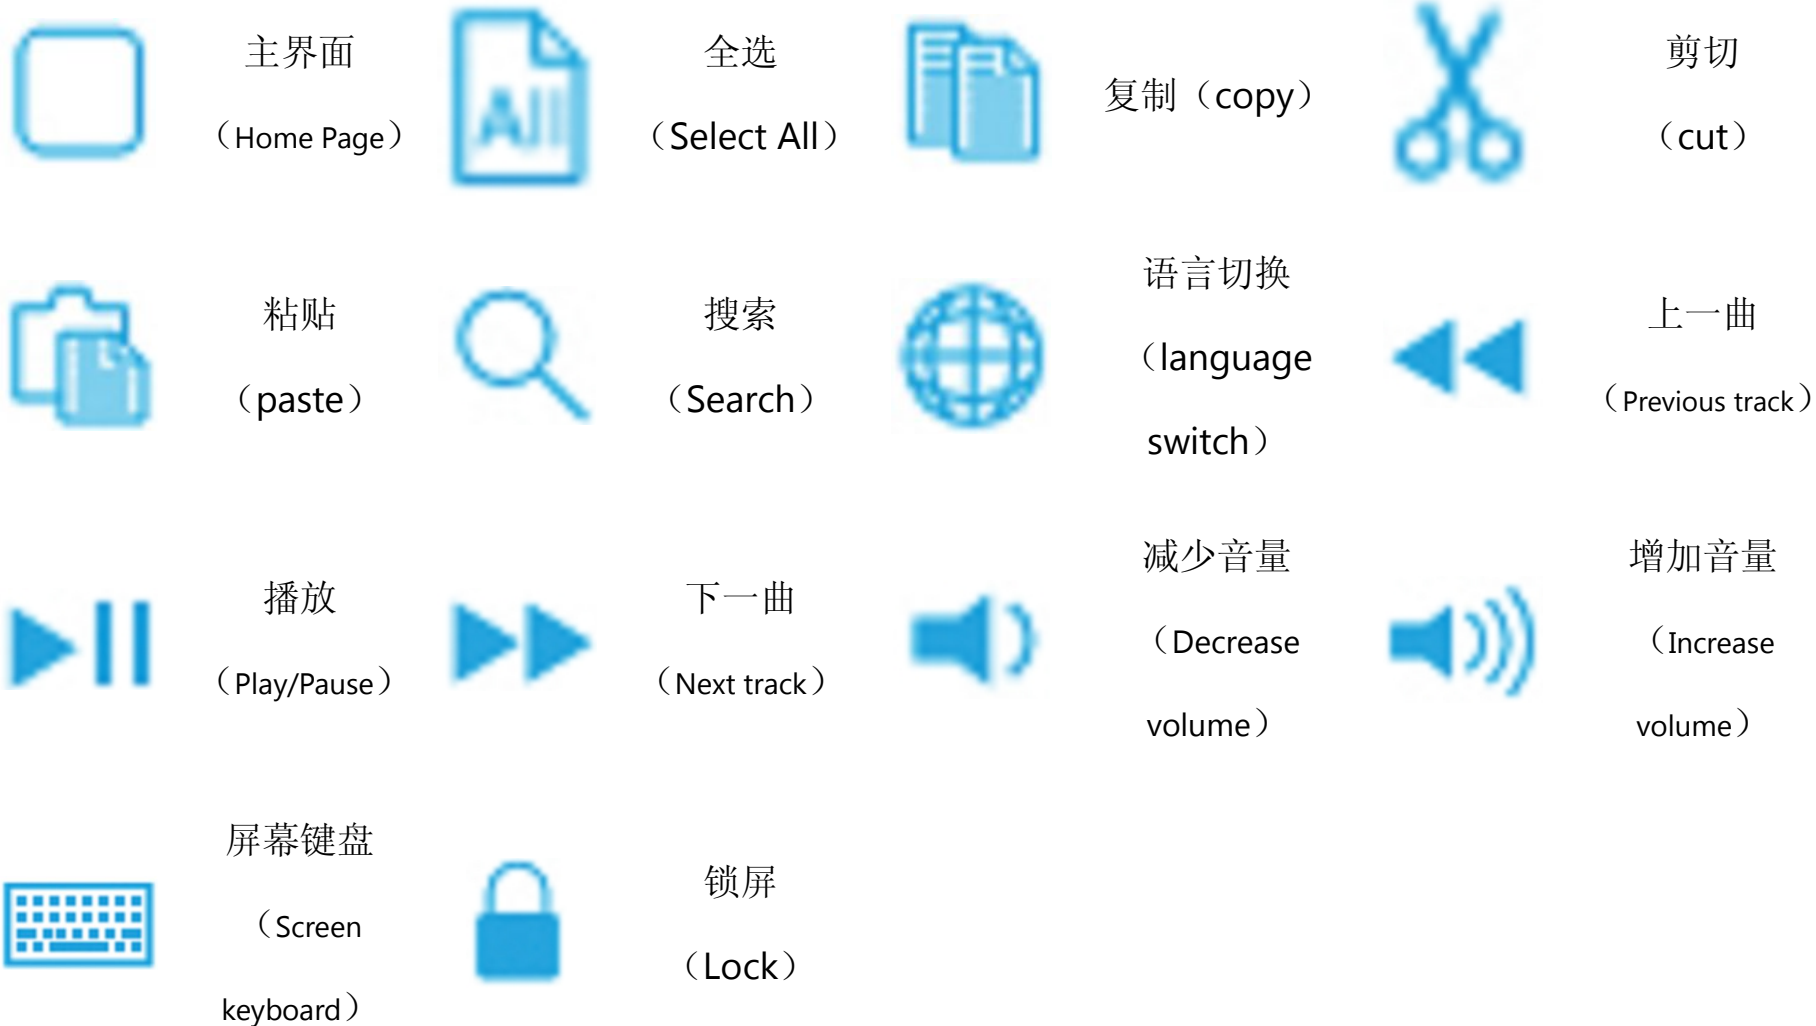 主界面
（Home Page）
All
全选
（Select All）
复制（copy）
剪切
（cut）
粘贴
（paste）
搜索
（Search）
语言切换
（language
switch）
上一曲
（Previous track）
播放
（Play/Pause）
下一曲
（Next track）
减少音量
（Decrease
volume）
增加音量
（Increase
volume）
屏幕键盘
（Screen
keyboard）
锁屏
（Lock）